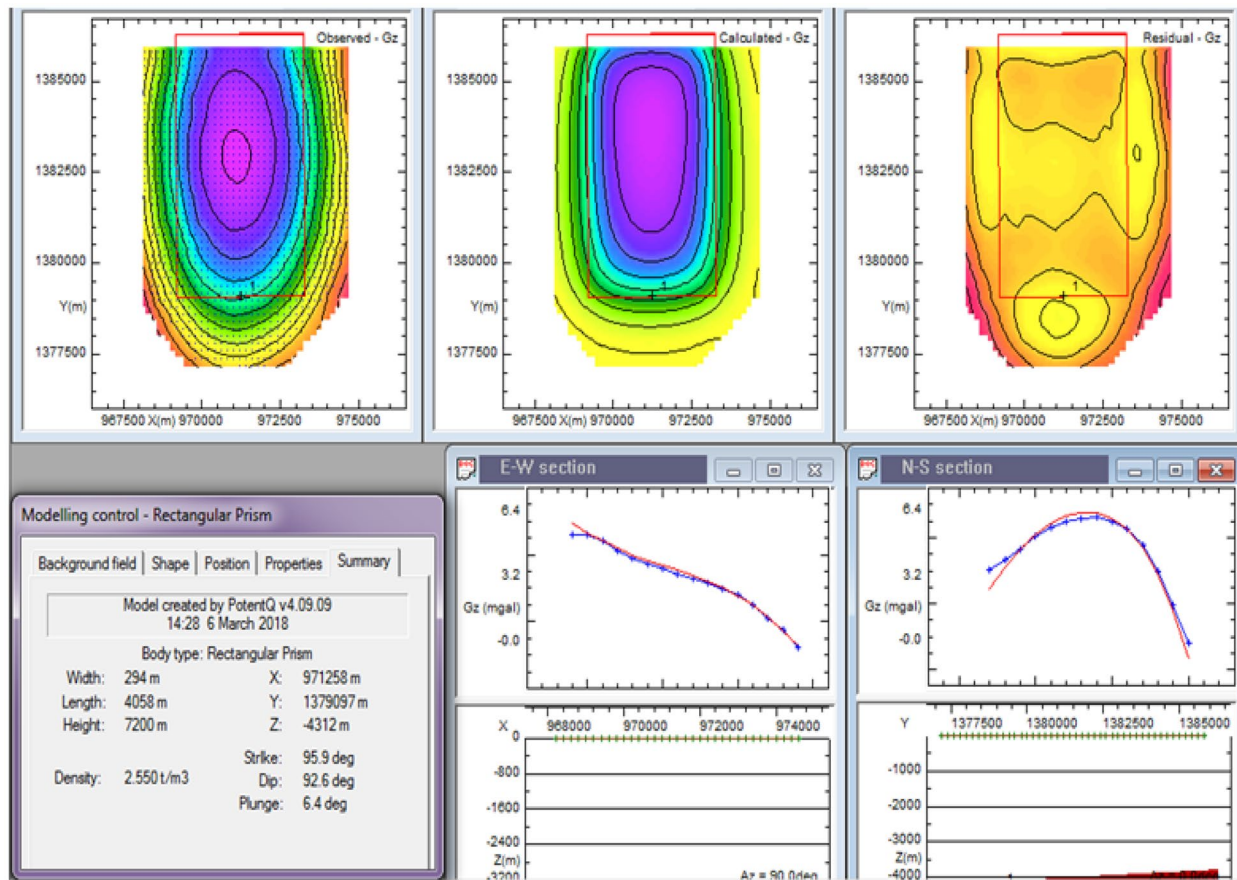 Observed - Gz
1385000
1382500
1380000
Y(m)
1377500
1
967500 X(m) 970000 972500 975000
Calculated - Gz
1385000
1382500
1380000
Y(m)
1377500
1
967500 X(m) 970000 972500 975000
Residual - Gz
1385000
1382500
1380000
Y(m)
1377500
1
967500 X(m) 970000 972500 975000
Modelling control - Rectangular Prism
Background field Shape Position Properties Summary
Model created by PotentQ v4.09.09
14:28 6 March 2018
Body type: Rectangular Prism
Width: 294 m X: 971258 m
Length: 4058 m Y: 1379097 m
Height: 7200 m Z: -4312 m
Strike: 95.9 deg
Density: 2.550 t/m3 Dip: 92.6 deg
Plunge: 6.4 deg
E-W section
6.4
3.2
Gz (mgal)
-0.0
X 968000 970000 972000 974000
0
-800
-1600
-2400
Z(m)
-3200
Az = 90.0deg
N-S section
6.4
3.2
Gz (mgal)
-0.0
Y 1377500 1380000 1382500 1385000
-1000
-2000
-3000
Z(m)
-4000